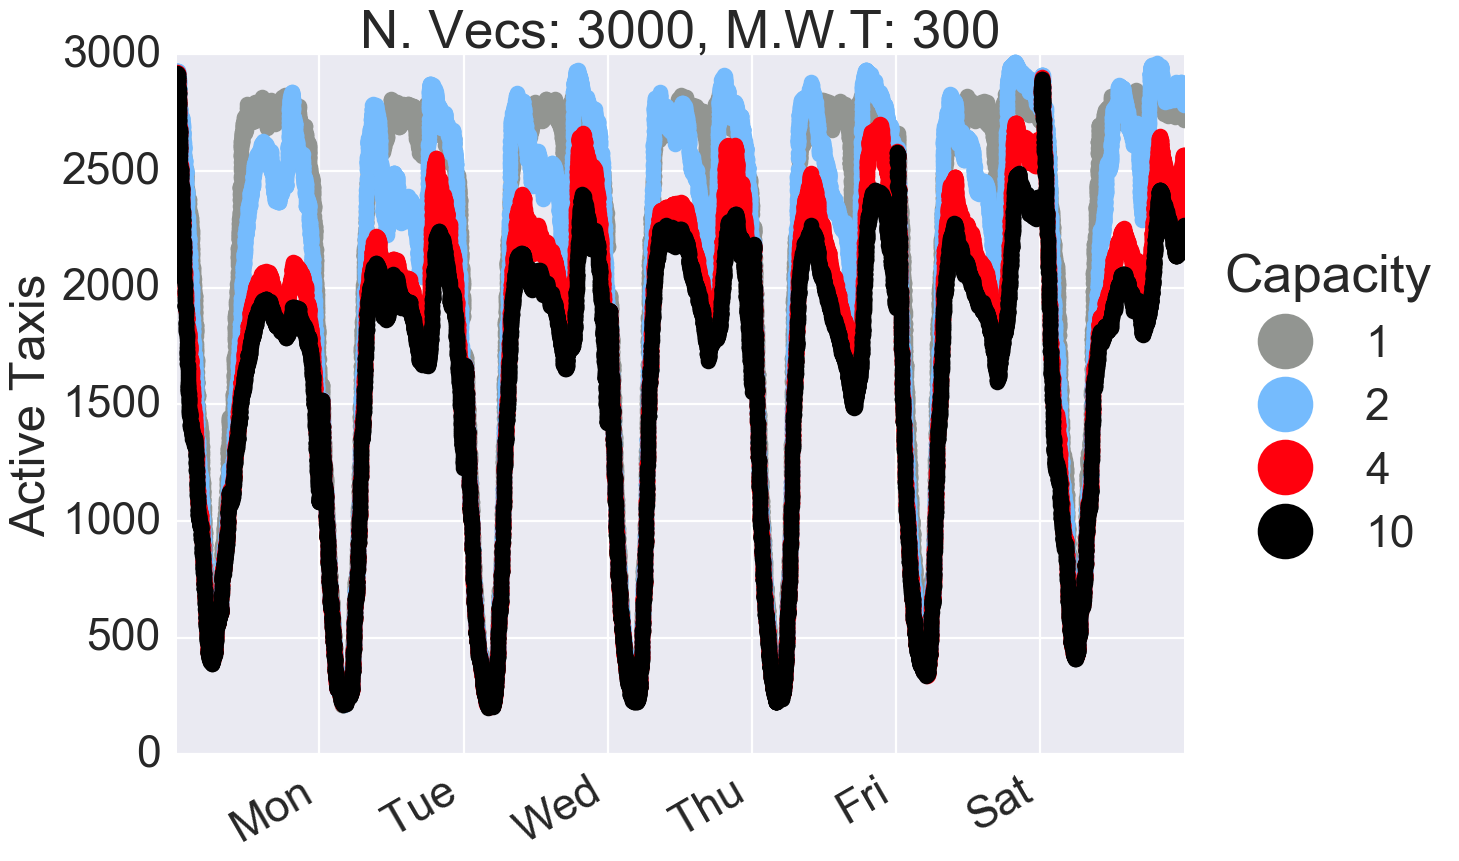 N. Vecs: 3000, M.W.T: 300
3000
2500
2000
1500
1000
500
0
Active Taxis
Mon
Tue
Wed
Thu
Fri
Sat
Capacity
1
2
4
10